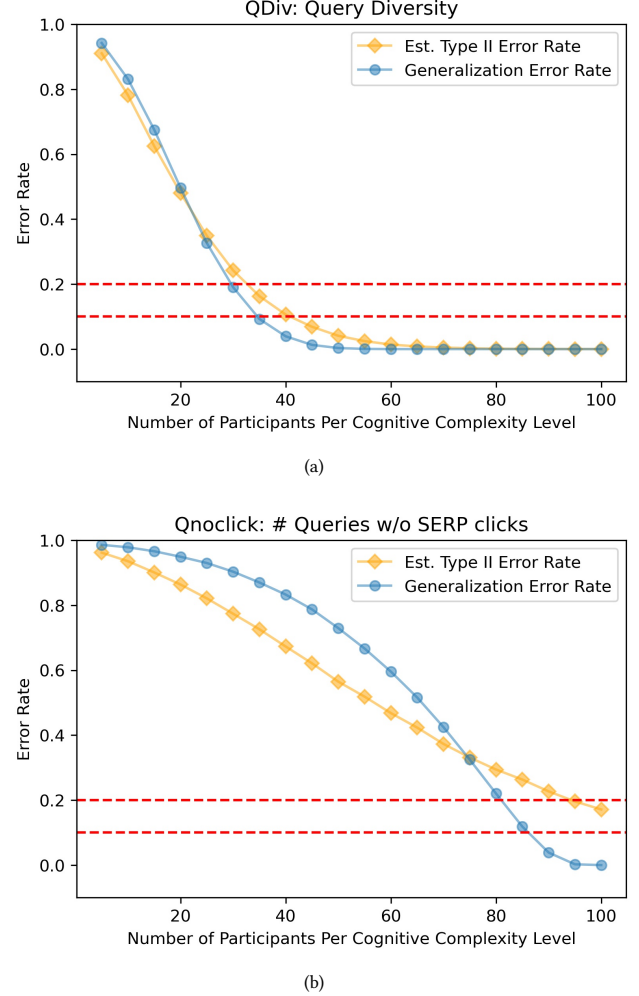 QDiv: Query Diversity
Est. Type II Error Rate
Generalization Error Rate
Error Rate
1.0
0.8
0.6
0.4
0.2
0.0
20 40 60 80 100
Number of Participants Per Cognitive Complexity Level
(a)
Qnoclick: # Queries w/o SERP clicks
Est. Type II Error Rate
Generalization Error Rate
Error Rate
1.0
0.8
0.6
0.4
0.2
0.0
20 40 60 80 100
Number of Participants Per Cognitive Complexity Level
(b)